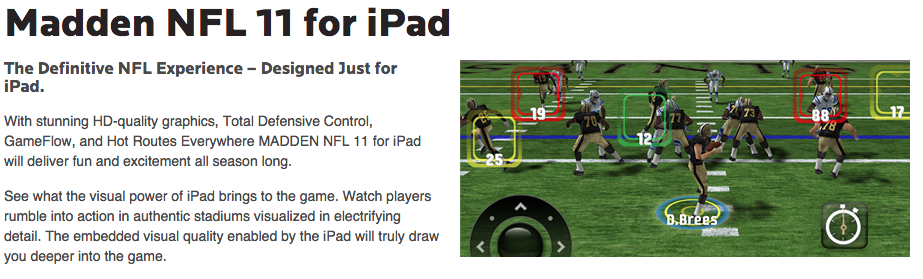 Madden NFL 11 for iPad
The Definitive NFL Experience – Designed Just for
iPad.
With stunning HD-quality graphics, Total Defensive Control,
GameFlow, and Hot Routes Everywhere MADDEN NFL 11 for iPad
will deliver fun and excitement all season long.
See what the visual power of iPad brings to the game. Watch players
rumble into action in authentic stadiums visualized in electrifying
detail. The embedded visual quality enabled by the iPad will truly draw
you deeper into the game.
19
88
17
70
77
73
78
12
25
D.Brees